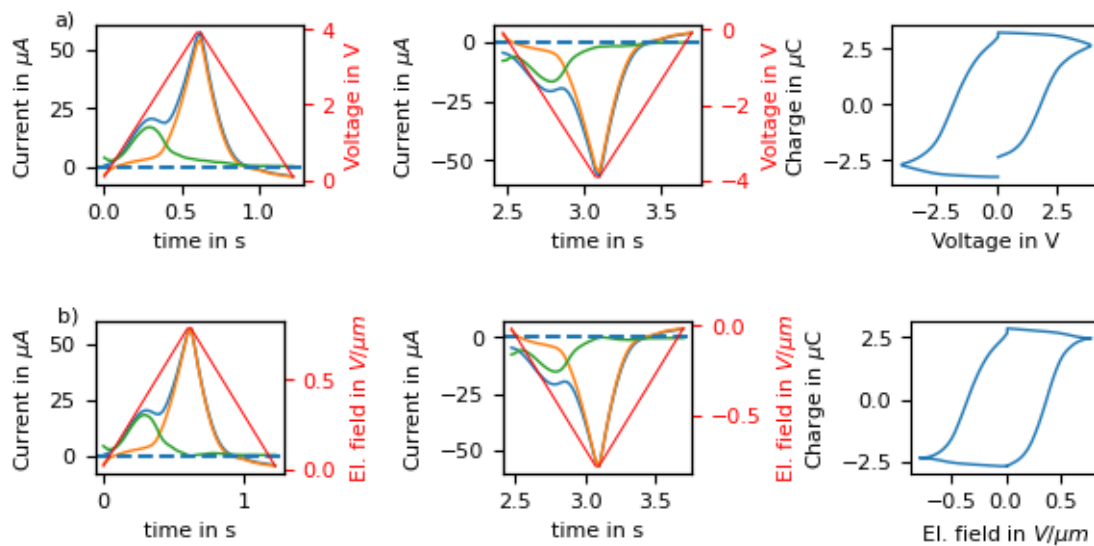 a)
Current in μA
50
25
0
0.0
0.5
1.0
time in s
4
2
0
Voltage in V
Current in μA
0
−25
−50
2.5
3.0
3.5
time in s
0
−2
−4
Voltage in V
Charge in μC
2.5
0.0
−2.5
−2.5
0.0
2.5
Voltage in V
b)
Current in μA
50
25
0
0
1
time in s
0.5
0.0
El. field in V/μm
Current in μA
0
−25
−50
2.5
3.0
3.5
time in s
0.0
−0.5
El. field in V/μm
Charge in μC
2.5
0.0
−2.5
−0.5
0.0
0.5
El. field in V/μm